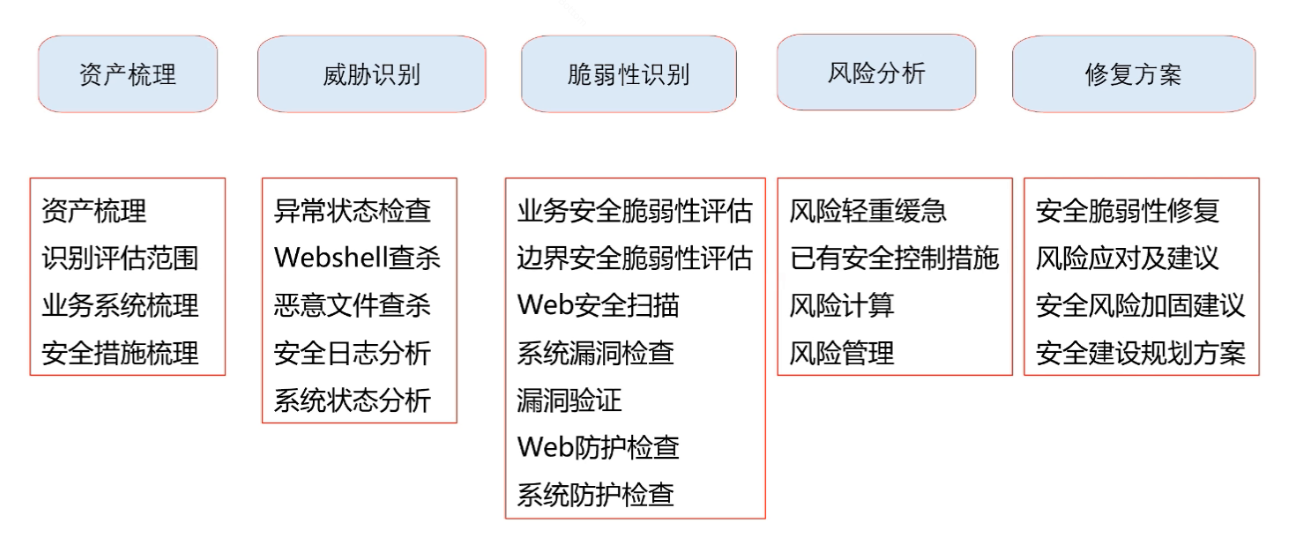 资产梳理
威胁识别
脆弱性识别
风险分析
修复方案
资产梳理
识别评估范围
业务系统梳理
安全措施梳理
异常状态检查
Webshell查杀
恶意文件查杀
安全日志分析
系统状态分析
业务安全脆弱性评估
边界安全脆弱性评估
Web安全扫描
系统漏洞检查
漏洞验证
Web防护检查
系统防护检查
风险轻重缓急
已有安全控制措施
风险计算
风险管理
安全脆弱性修复
风险应对及建议
安全风险加固建议
安全建设规划方案